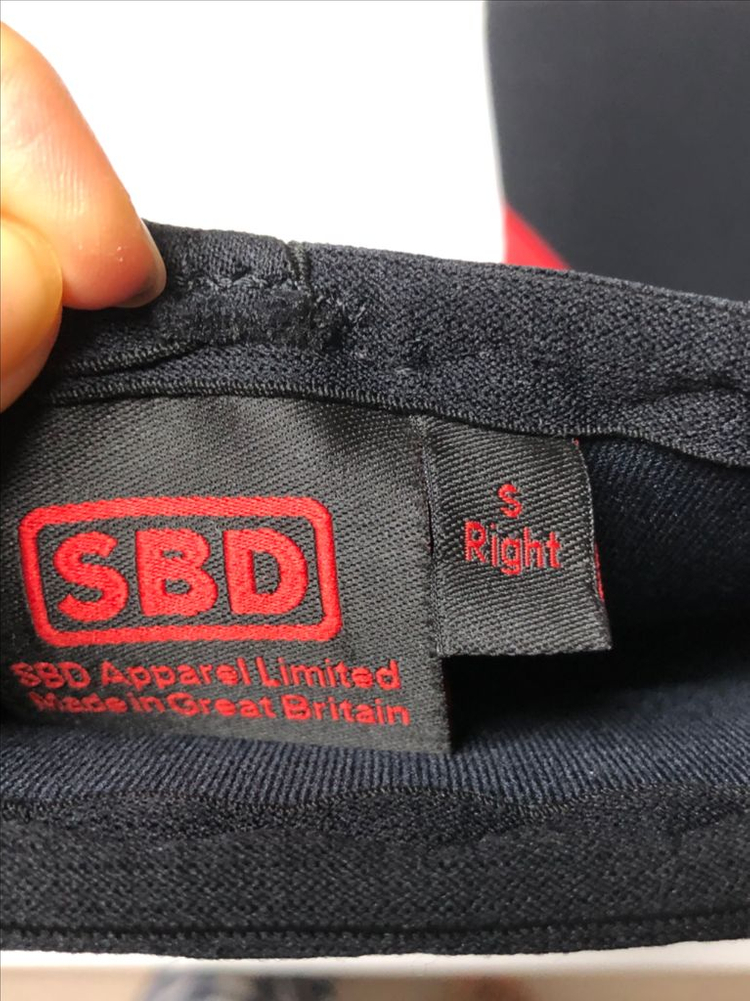 SBD
SBD Apparel Limited
Made in Great Britain
S
Right